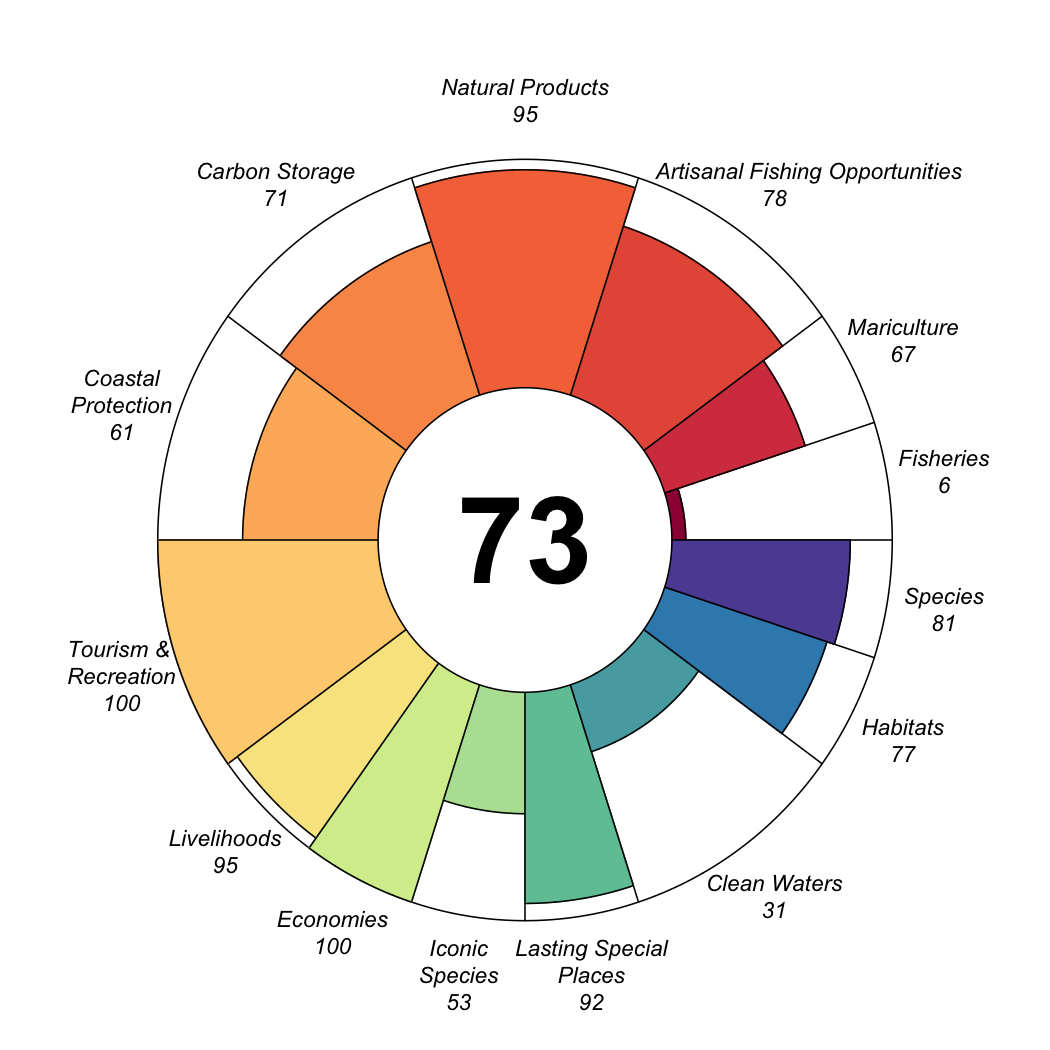 Natural Products
95
Artisanal Fishing Opportunities
78
Carbon Storage
71
Mariculture
67
Coastal
Protection
61
Fisheries
6
73
Species
81
Tourism &
Recreation
100
Habitats
77
Livelihoods
95
Clean Waters
31
Economies
100
Iconic
Species
53
Lasting Special
Places
92